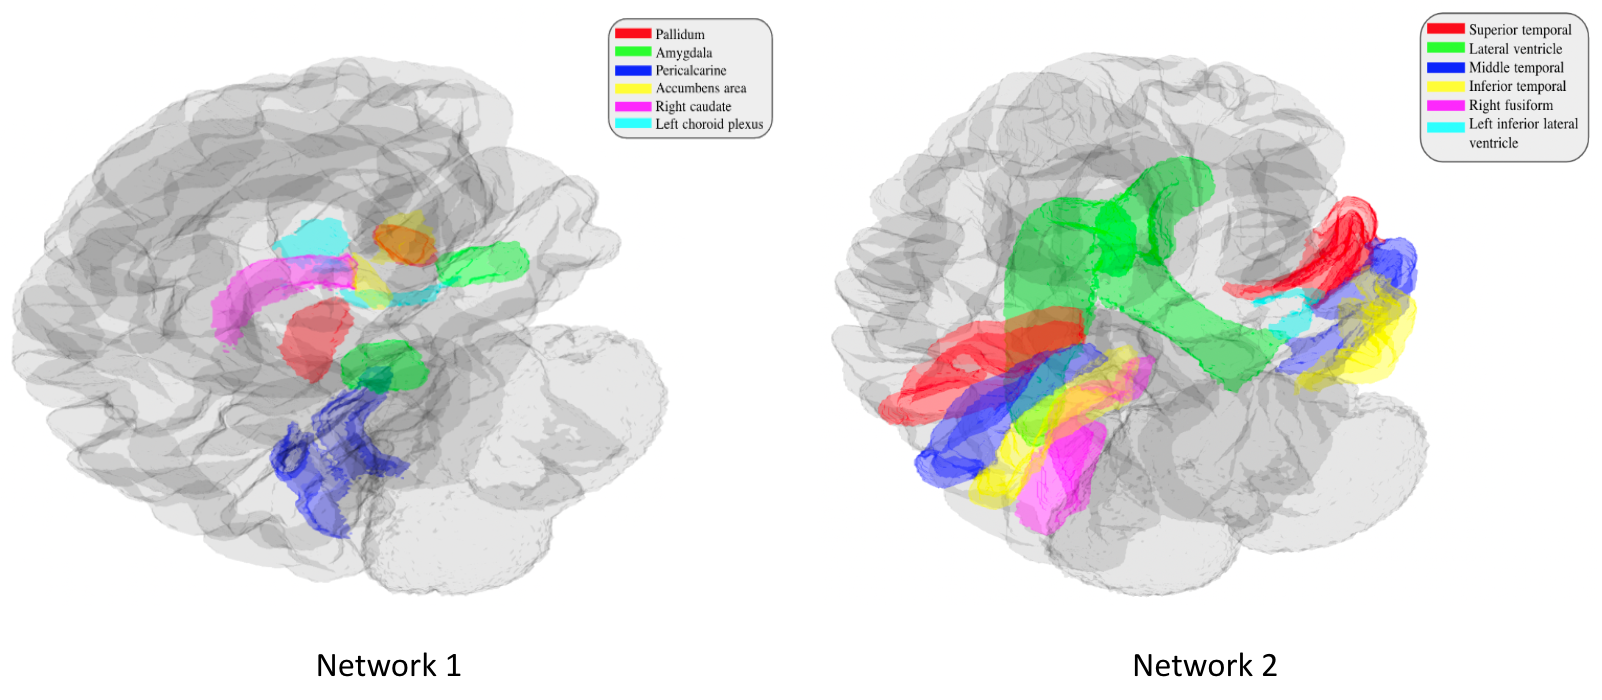 Pallidum
Amygdala
Pericalcarine
Accumbens area
Right caudate
Left choroid plexus
Superior temporal
Lateral ventricle
Middle temporal
Inferior temporal
Right fusiform
Left inferior lateral
ventricle
Network 1
Network 2